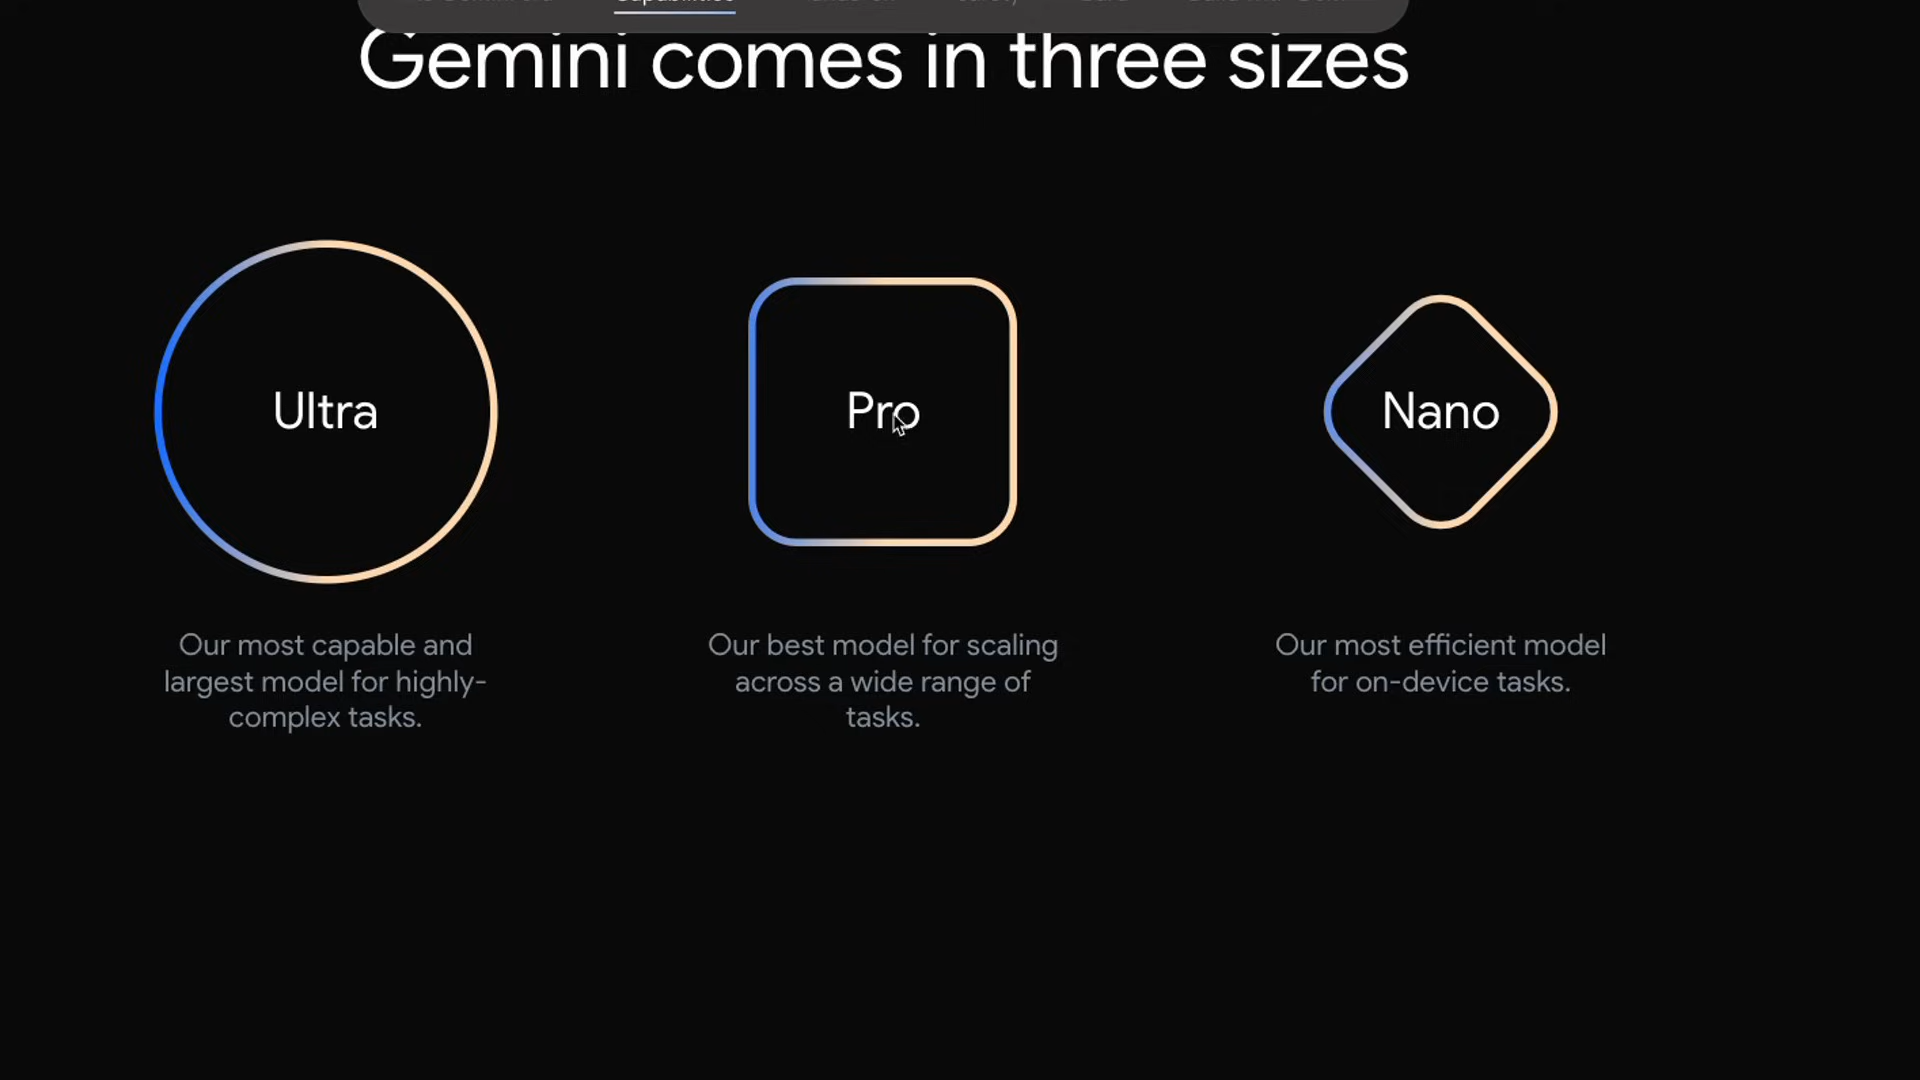 Capabilities
Gemini comes in three sizes
Ultra
Pro
Nano
Our most capable and
largest model for highly-
complex tasks.
Our best model for scaling
across a wide range of
tasks.
Our most efficient model
for on-device tasks.